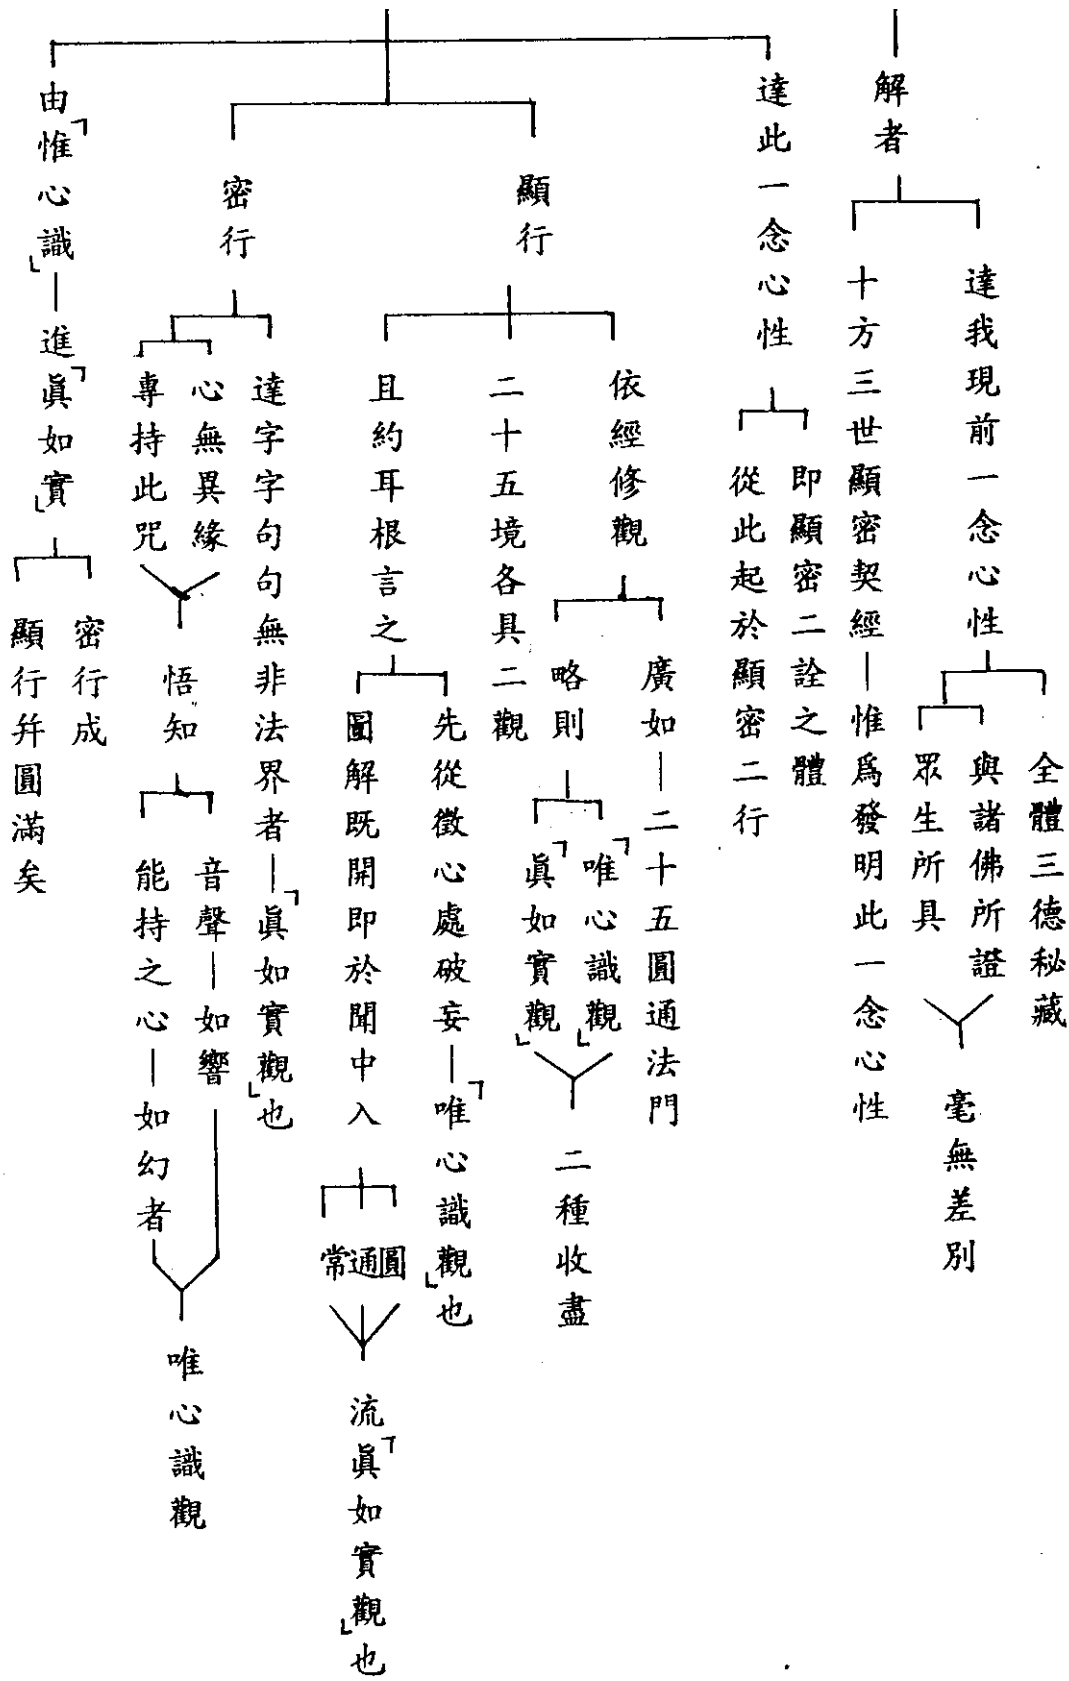 解者
達我現前一念心性
全體三德秘藏
與諸佛所證
眾生所具
毫無差別
十方三世顯密契經—惟為發明此一念心性
達此一念心性
即顯密二詮之體
從此起於顯密二行
顯行
依經修觀
廣如—二十五圓通法門
略則
「唯心識觀」
「眞如實觀」
二種收盡
二十五境各具二觀
且約耳根言之
先從徵心處破妄—「唯心識觀」也
圖解既開即於聞中入
圓
通
常
流「眞如實觀」也
密行
達字字句句無非法界者—「眞如實觀」也
心無異緣
專持此咒
悟知
音聲—如響
能持之心—如幻者
唯心識觀
由「惟心識」—進「眞如實」
密行成
顯行幷圓滿矣